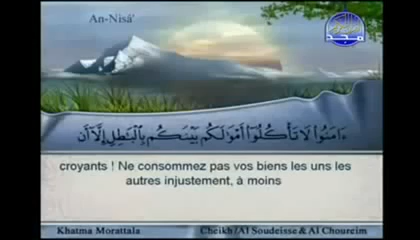 An-Nisâ'
ءَامَنُوا۟ لَا تَأْكُلُوٓا۟ أَمْوَٰلَكُم بَيْنَكُم بِٱلْبَٰطِلِ إِلَّآ أَن
croyants ! Ne consommez pas vos biens les uns les
autres injustement, à moins
Khatma Morattala
Cheikh/Al Soudeisse & Al Choureim